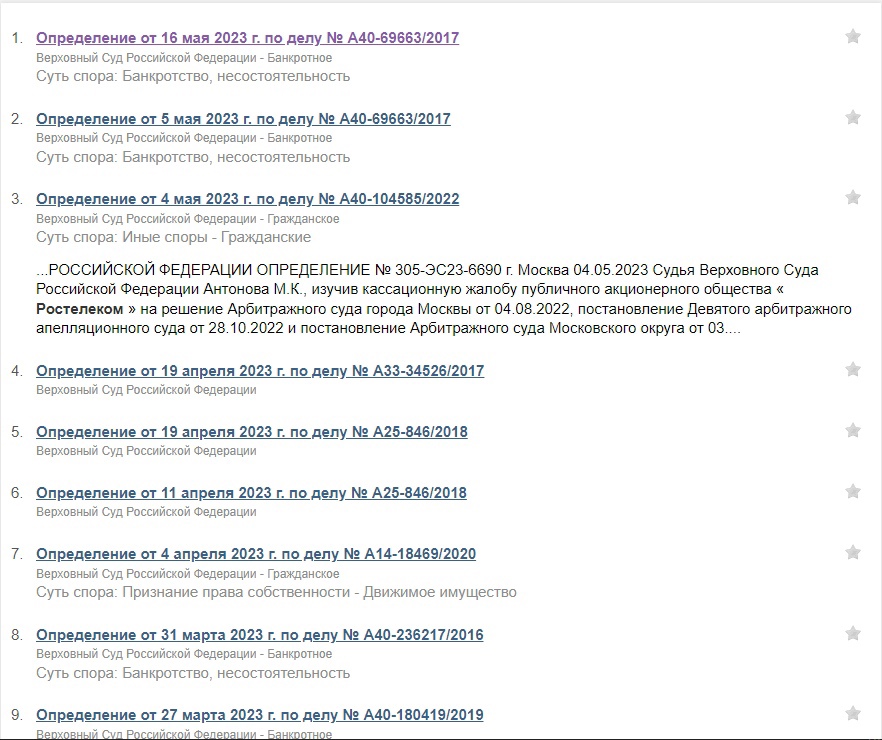 1. Определение от 16 мая 2023 г. по делу № А40-69663/2017
Верховный Суд Российской Федерации - Банкротное
Суть спора: Банкротство, несостоятельность
2. Определение от 5 мая 2023 г. по делу № А40-69663/2017
Верховный Суд Российской Федерации - Банкротное
Суть спора: Банкротство, несостоятельность
3. Определение от 4 мая 2023 г. по делу № А40-104585/2022
Верховный Суд Российской Федерации - Гражданское
Суть спора: Иные споры - Гражданские
...РОССИЙСКОЙ ФЕДЕРАЦИИ ОПРЕДЕЛЕНИЕ № 305-ЭС23-6690 г. Москва 04.05.2023 Судья Верховного Суда
Российской Федерации Антонова М.К., изучив кассационную жалобу публичного акционерного общества «
Ростелеком » на решение Арбитражного суда города Москвы от 04.08.2022, постановление Девятого арбитражного
апелляционного суда от 28.10.2022 и постановление Арбитражного суда Московского округа от 03....
4. Определение от 19 апреля 2023 г. по делу № А33-34526/2017
Верховный Суд Российской Федерации
5. Определение от 19 апреля 2023 г. по делу № А25-846/2018
Верховный Суд Российской Федерации
6. Определение от 11 апреля 2023 г. по делу № А25-846/2018
Верховный Суд Российской Федерации
7. Определение от 4 апреля 2023 г. по делу № А14-18469/2020
Верховный Суд Российской Федерации - Гражданское
Суть спора: Признание права собственности - Движимое имущество
8. Определение от 31 марта 2023 г. по делу № А40-236217/2016
Верховный Суд Российской Федерации - Банкротное
Суть спора: Банкротство, несостоятельность
9. Определение от 27 марта 2023 г. по делу № А40-180419/2019
Верховный Суд Российской Федерации - Банкротное